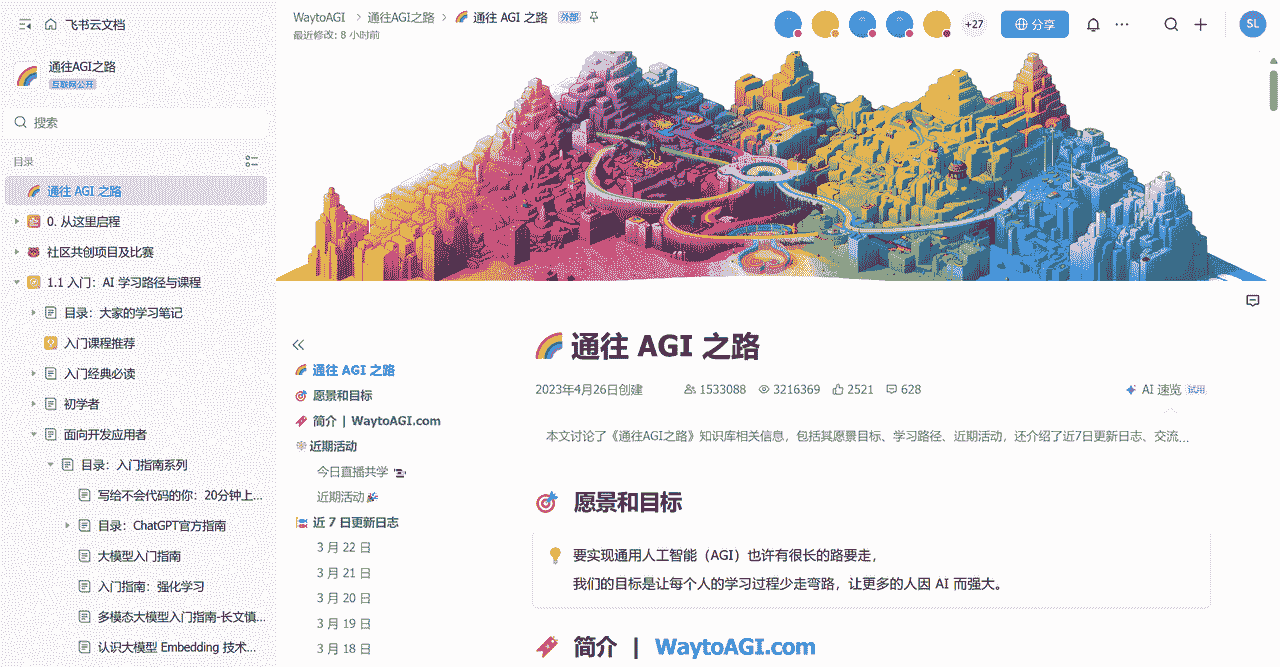 飞书云文档
WaytoAGI
通往AGI之路
通往 AGI 之路
外部
最近修改: 8 小时前
+27
分享
SL
通往AGI之路
互联网公开
搜索
目录
通往 AGI 之路
0. 从这里启程
社区共创项目及比赛
1.1 入门：AI 学习路径与课程
目录：大家的学习笔记
入门课程推荐
入门经典必读
初学者
面向开发应用者
目录：入门指南系列
写给不会代码的你：20分钟上...
目录：ChatGPT官方指南
大模型入门指南
入门指南：强化学习
多模态大模型入门指南-长文慎...
认识大模型 Embedding 技术...
通往 AGI 之路
愿景和目标
简介 | WaytoAGI.com
近期活动
今日直播共学
近期活动
近 7 日更新日志
3 月 22 日
3 月 21 日
3 月 20 日
3 月 19 日
3 月 18 日
通往 AGI 之路
2023年4月26日创建 1533088 3216369 2521 628
AI 速览 试用
本文讨论了《通往AGI之路》知识库相关信息，包括其愿景目标、学习路径、近期活动，还介绍了近7日更新日志、交流...
愿景和目标
要实现通用人工智能（AGI）也许有很长的路要走，
我们的目标是让每个人的学习过程少走弯路，让更多的人因 AI 而强大。
简介 | WaytoAGI.com